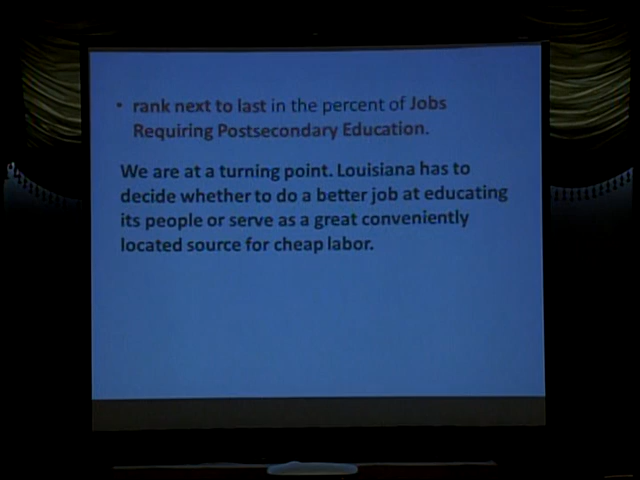 • rank next to last in the percent of Jobs
Requiring Postsecondary Education.
We are at a turning point. Louisiana has to
decide whether to do a better job at educating
its people or serve as a great conveniently
located source for cheap labor.